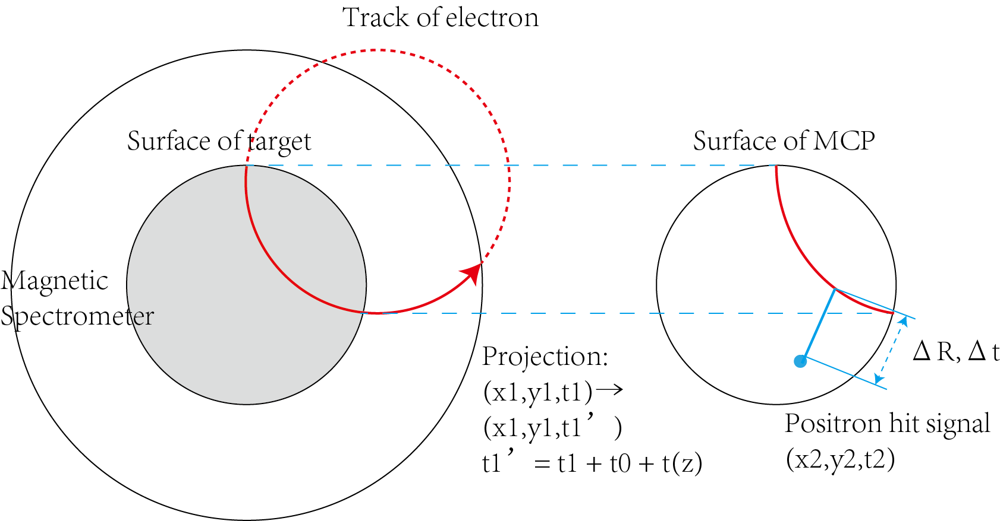 Track of electron
Surface of target
Surface of MCP
Magnetic
Spectrometer
Projection:
(x1,y1,t1)→
(x1,y1,t1’ )
t1’ = t1 + t0 + t(z)
Δ R, Δ t
Positron hit signal
(x2,y2,t2)